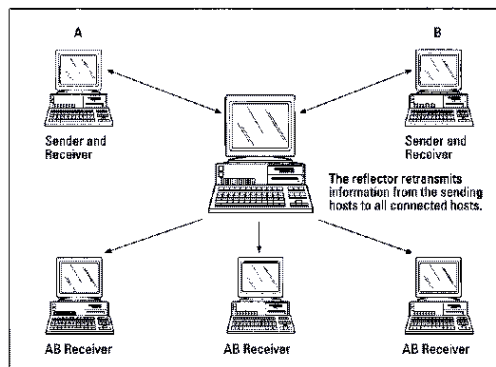 A
B
Sender and
Receiver
Sender and
Receiver
The reflector retransmits
information from the sending
hosts to all connected hosts.
AB Receiver
AB Receiver
AB Receiver